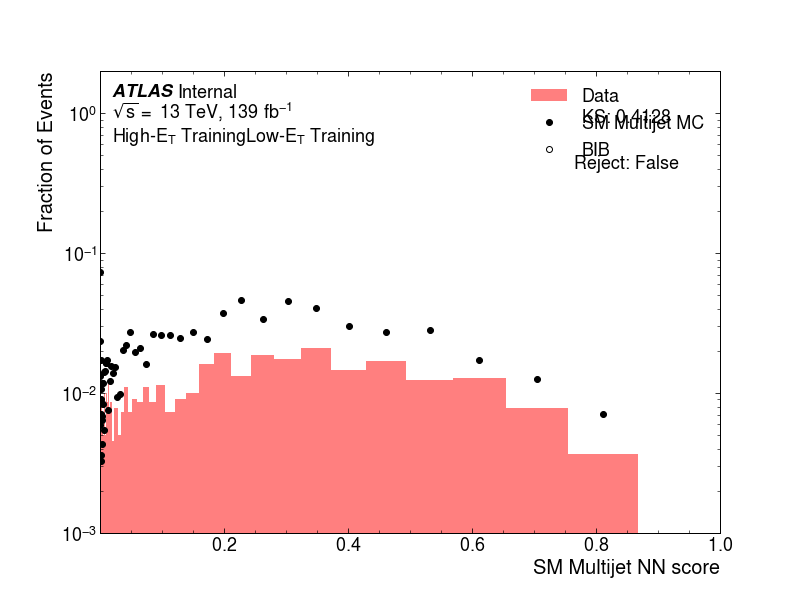 ATLAS Internal
√s = 13 TeV, 139 fb⁻¹
High-E_T TrainingLow-E_T Training
Data
KS: 0.4128
SM Multijet MC
BIB
Reject: False
Fraction of Events
10⁰
10⁻¹
10⁻²
10⁻³
0.2 0.4 0.6 0.8 1.0
SM Multijet NN score